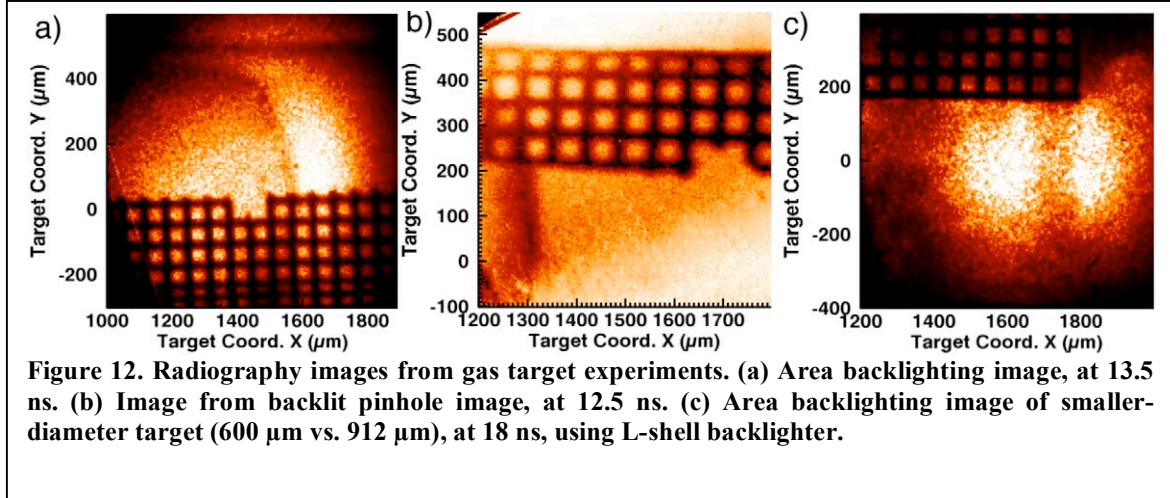 a)
b)
c)
Target Coord. Y (µm)
400
200
0
-200
1000 1200 1400 1600 1800
Target Coord. X (µm)
Target Coord. Y (µm)
500
400
300
200
100
0
-100
1200 1300 1400 1500 1600 1700
Target Coord. X (µm)
Target Coord. Y (µm)
200
0
-200
-400
1200 1400 1600 1800
Target Coord. X (µm)
Figure 12. Radiography images from gas target experiments. (a) Area backlighting image, at 13.5
ns. (b) Image from backlit pinhole image, at 12.5 ns. (c) Area backlighting image of smaller-
diameter target (600 µm vs. 912 µm), at 18 ns, using L-shell backlighter.